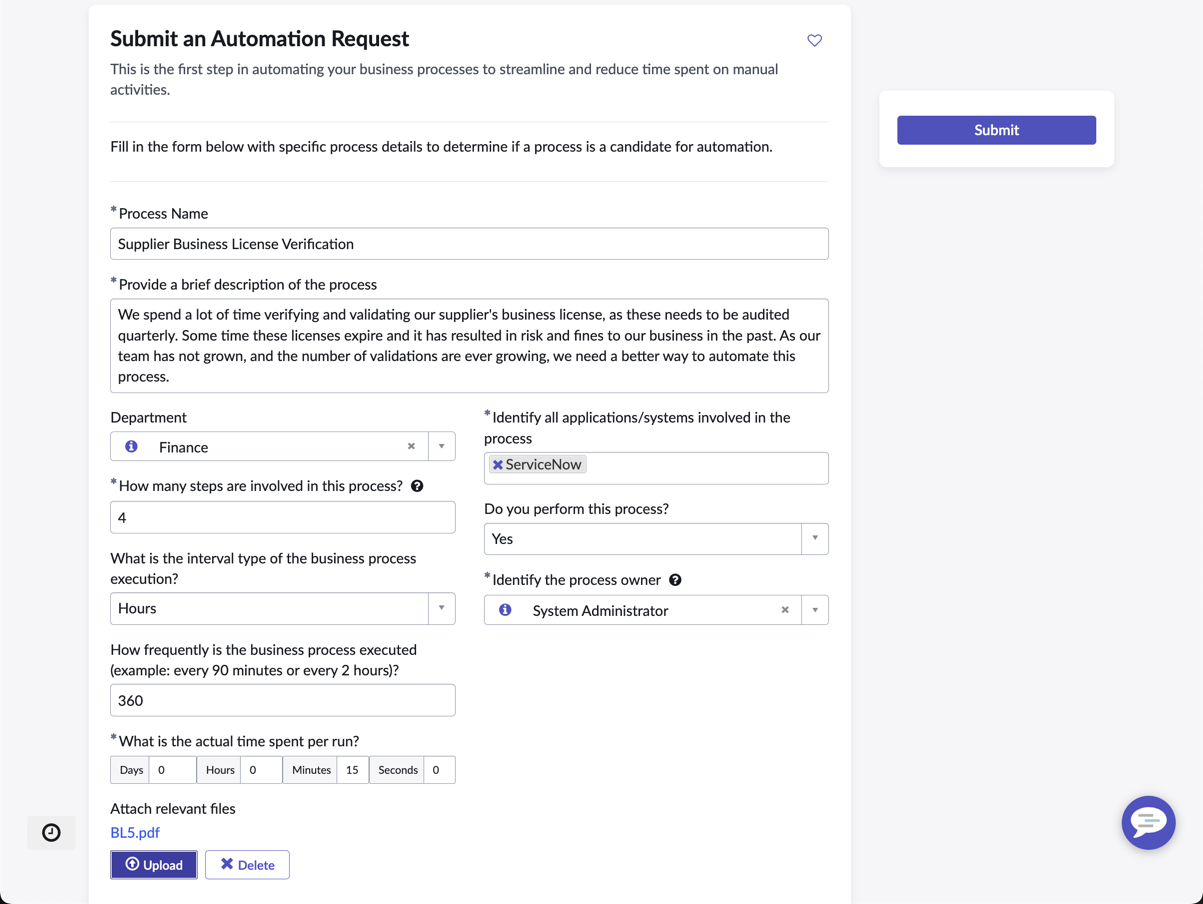 Submit an Automation Request
This is the first step in automating your business processes to streamline and reduce time spent on manual
activities.
Submit
Fill in the form below with specific process details to determine if a process is a candidate for automation.
* Process Name
Supplier Business License Verification
* Provide a brief description of the process
We spend a lot of time verifying and validating our supplier's business license, as these needs to be audited
quarterly. Some time these licenses expire and it has resulted in risk and fines to our business in the past. As our
team has not grown, and the number of validations are ever growing, we need a better way to automate this
process.
Department
Finance
* How many steps are involved in this process?
4
What is the interval type of the business process
execution?
Hours
How frequently is the business process executed
(example: every 90 minutes or every 2 hours)?
360
* What is the actual time spent per run?
Days 0 Hours 0 Minutes 15 Seconds 0
* Identify all applications/systems involved in the
process
ServiceNow
Do you perform this process?
Yes
* Identify the process owner
System Administrator
Attach relevant files
BL5.pdf
Upload
Delete